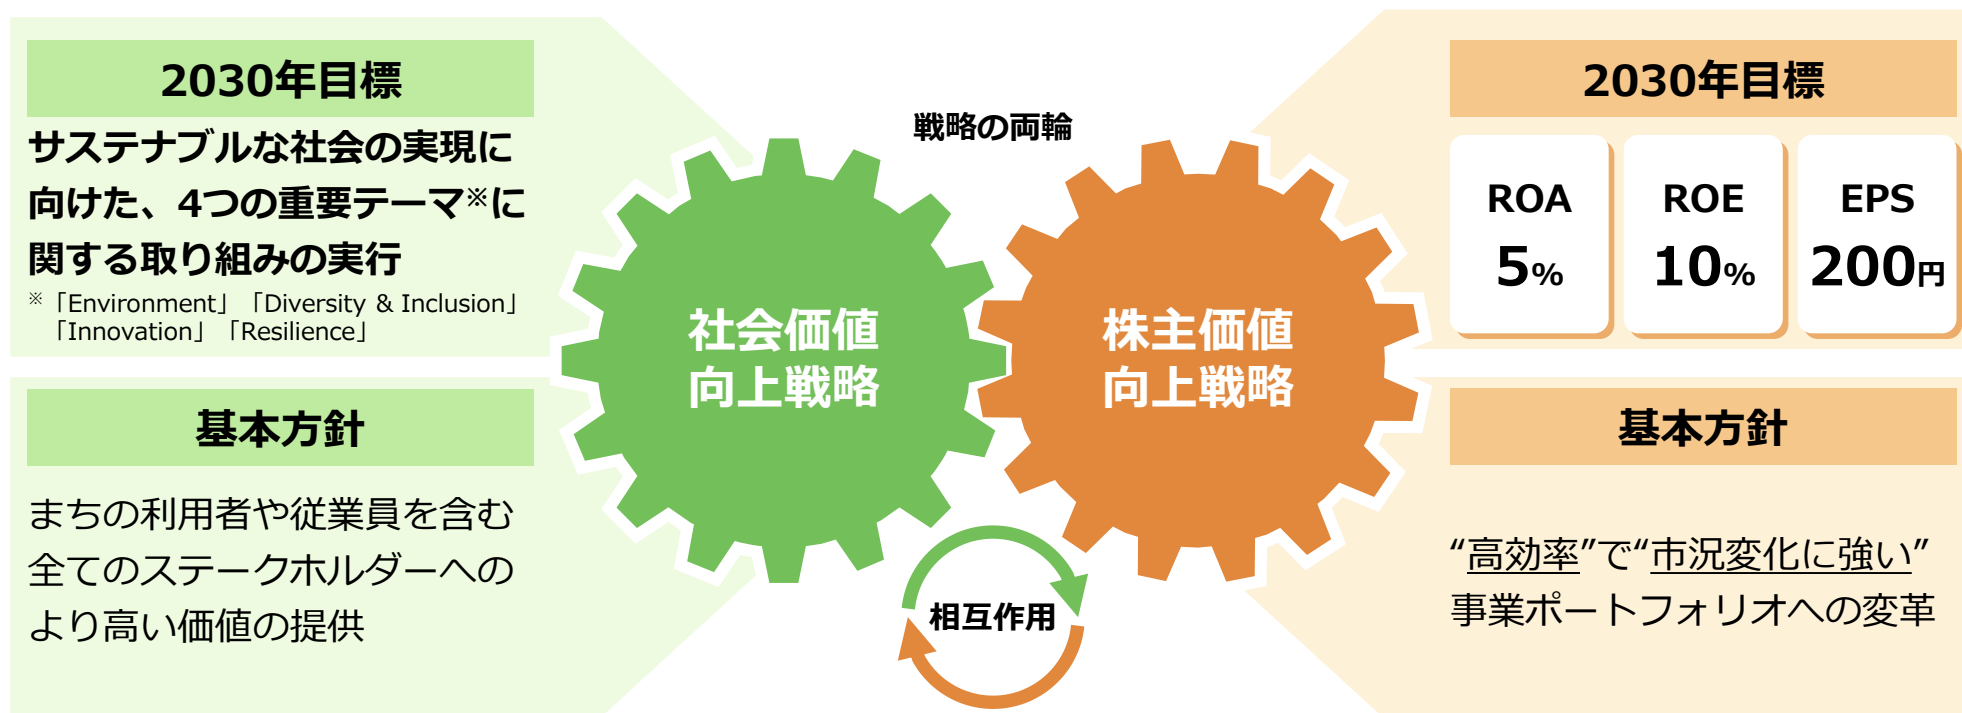 2030年目標
サステナブルな社会の実現に
向けた、4つの重要テーマ※に
関する取り組みの実行
※「Environment」「Diversity & Inclusion」
「Innovation」「Resilience」
基本方針
まちの利用者や従業員を含む
全てのステークホルダーへの
より高い価値の提供
戦略の両輪
社会価値
向上戦略
株主価値
向上戦略
相互作用
2030年目標
ROA
5%
ROE
10%
EPS
200円
基本方針
“高効率”で“市況変化に強い”
事業ポートフォリオへの変革